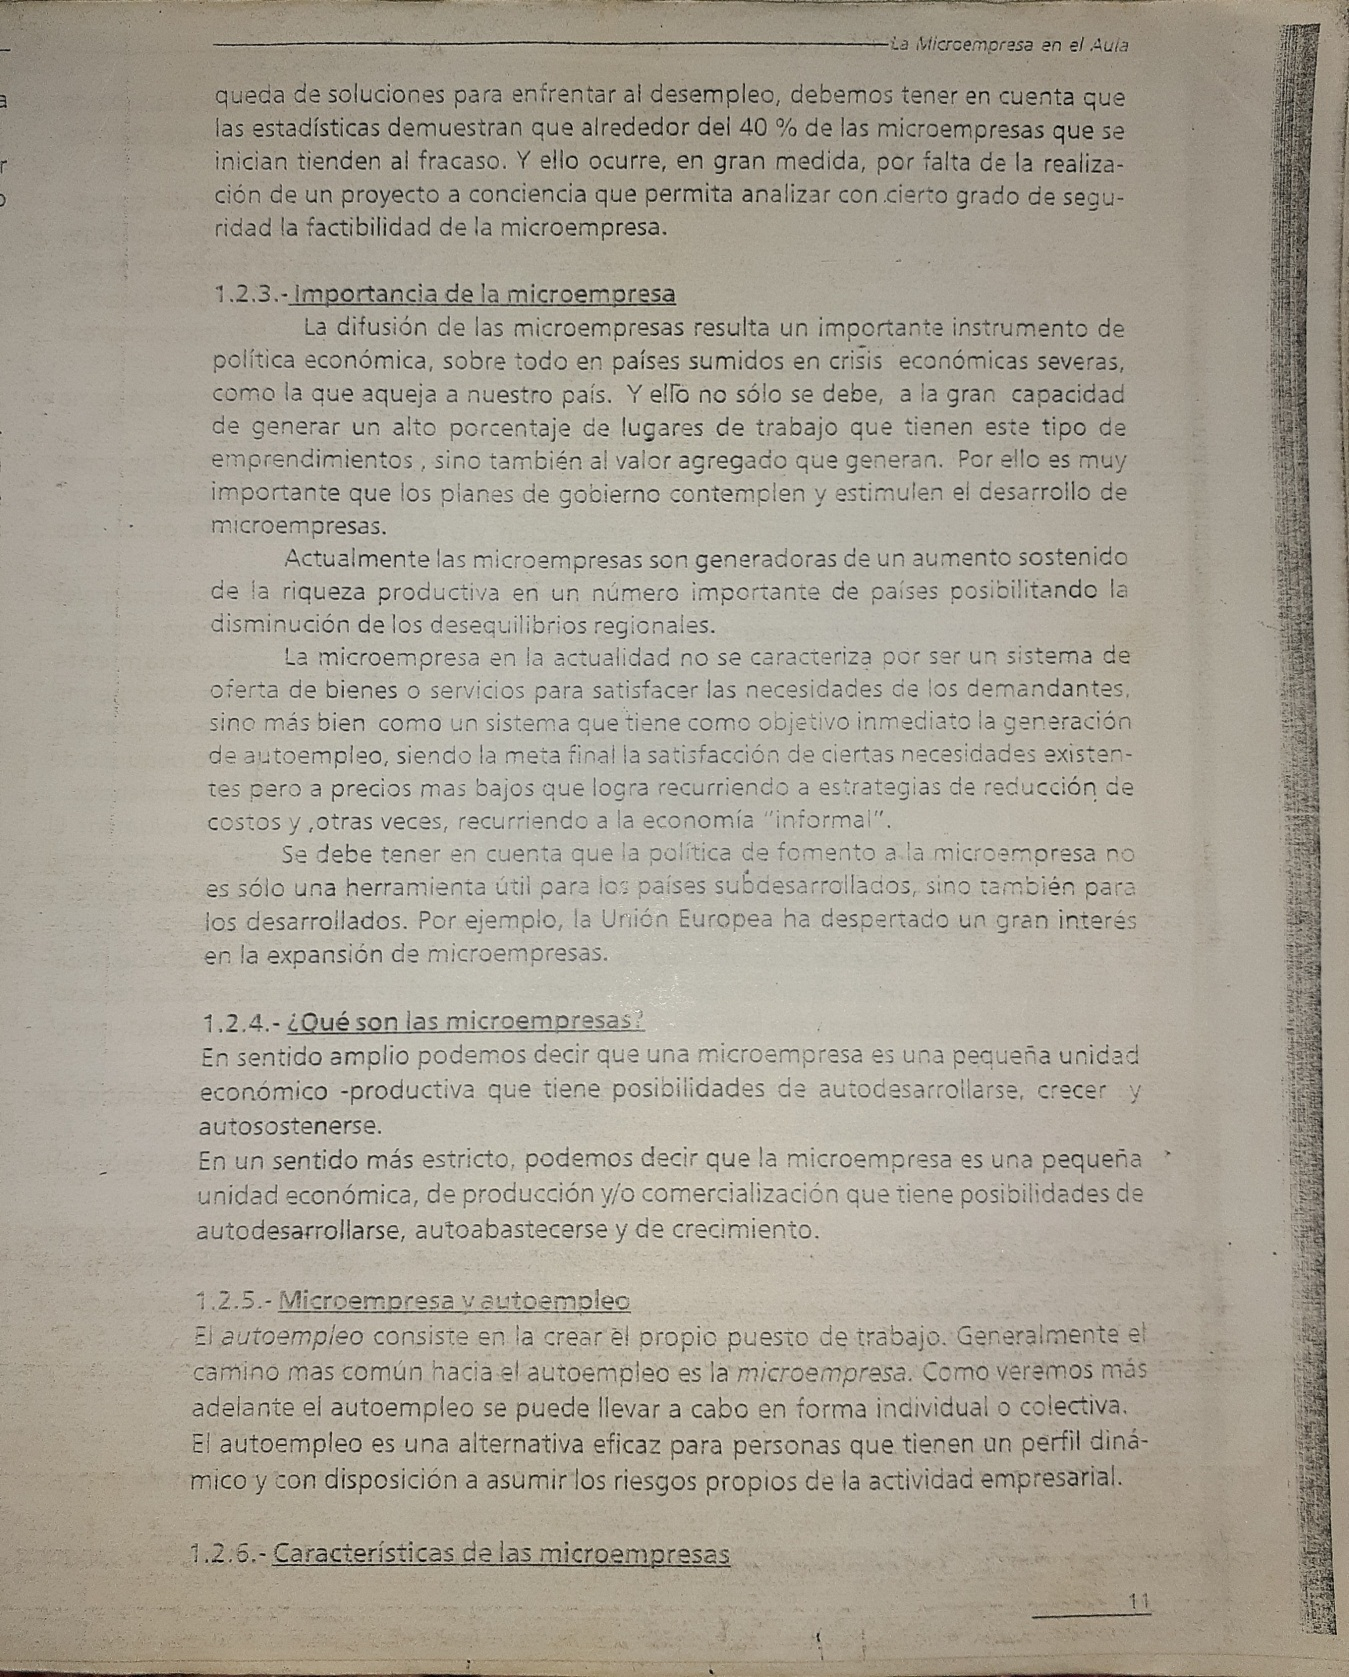 La Microempresa en el Aula
queda de soluciones para enfrentar al desempleo, debemos tener en cuenta que
las estadísticas demuestran que alrededor del 40 % de las microempresas que se
inician tienden al fracaso. Y ello ocurre, en gran medida, por falta de la realiza-
ción de un proyecto a conciencia que permita analizar con cierto grado de segu-
ridad la factibilidad de la microempresa.
1.2.3.- Importancia de la microempresa
La difusión de las microempresas resulta un importante instrumento de
política económica, sobre todo en países sumidos en crisis económicas severas,
como la que aqueja a nuestro país. Y ello no sólo se debe, a la gran capacidad
de generar un alto porcentaje de lugares de trabajo que tienen este tipo de
emprendimientos , sino también al valor agregado que generan. Por ello es muy
importante que los planes de gobierno contemplen y estimulen el desarrollo de
microempresas.
Actualmente las microempresas son generadoras de un aumento sostenido
de la riqueza productiva en un número importante de países posibilitando la
disminución de los desequilibrios regionales.
La microempresa en la actualidad no se caracteriza por ser un sistema de
oferta de bienes o servicios para satisfacer las necesidades de los demandantes,
sino más bien como un sistema que tiene como objetivo inmediato la generación
de autoempleo, siendo la meta final la satisfacción de ciertas necesidades existen-
tes pero a precios mas bajos que logra recurriendo a estrategias de reducción de
costos y ,otras veces, recurriendo a la economía "informal".
Se debe tener en cuenta que la política de fomento a la microempresa no
es sólo una herramienta útil para los países subdesarrollados, sino también para
los desarrollados. Por ejemplo, la Unión Europea ha despertado un gran interés
en la expansión de microempresas.
1.2.4.- ¿Qué son las microempresas?
En sentido amplio podemos decir que una microempresa es una pequeña unidad
económico -productiva que tiene posibilidades de autodesarrollarse, crecer y
autosostenerse.
En un sentido más estricto, podemos decir que la microempresa es una pequeña
unidad económica, de producción y/o comercialización que tiene posibilidades de
autodesarrollarse, autoabastecerse y de crecimiento.
1.2.5.- Microempresa y autoempleo
El autoempleo consiste en la crear el propio puesto de trabajo. Generalmente el
camino mas común hacia el autoempleo es la microempresa. Como veremos más
adelante el autoempleo se puede llevar a cabo en forma individual o colectiva.
El autoempleo es una alternativa eficaz para personas que tienen un perfil diná-
mico y con disposición a asumir los riesgos propios de la actividad empresarial.
1.2.6.- Características de las microempresas
11